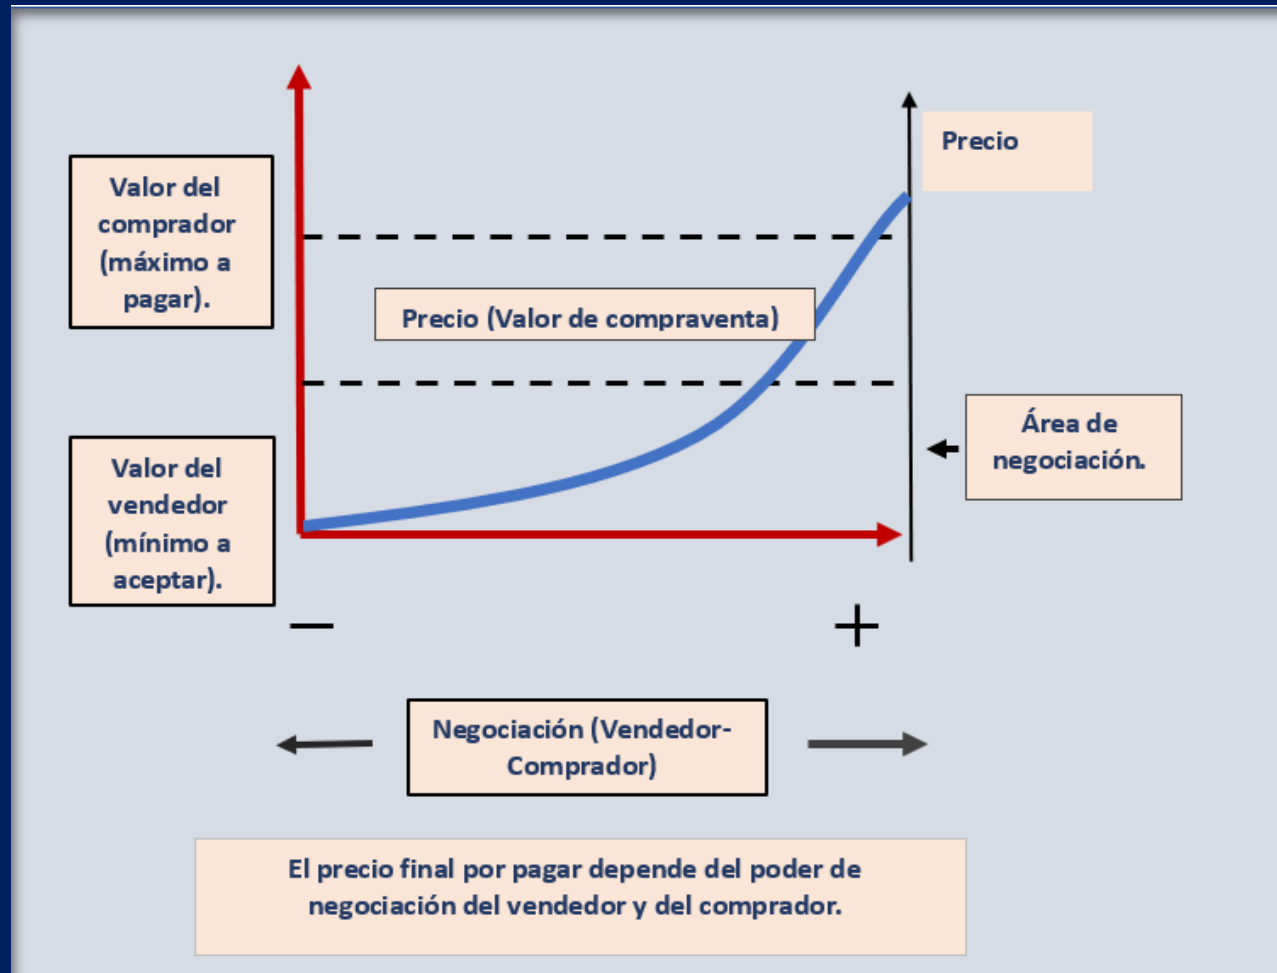 Precio
Valor del
comprador
(máximo a
pagar).
Precio (Valor de compraventa)
Área de
negociación.
Valor del
vendedor
(mínimo a
aceptar).
−
+
Negociación (Vendedor-
Comprador)
El precio final por pagar depende del poder de
negociación del vendedor y del comprador.